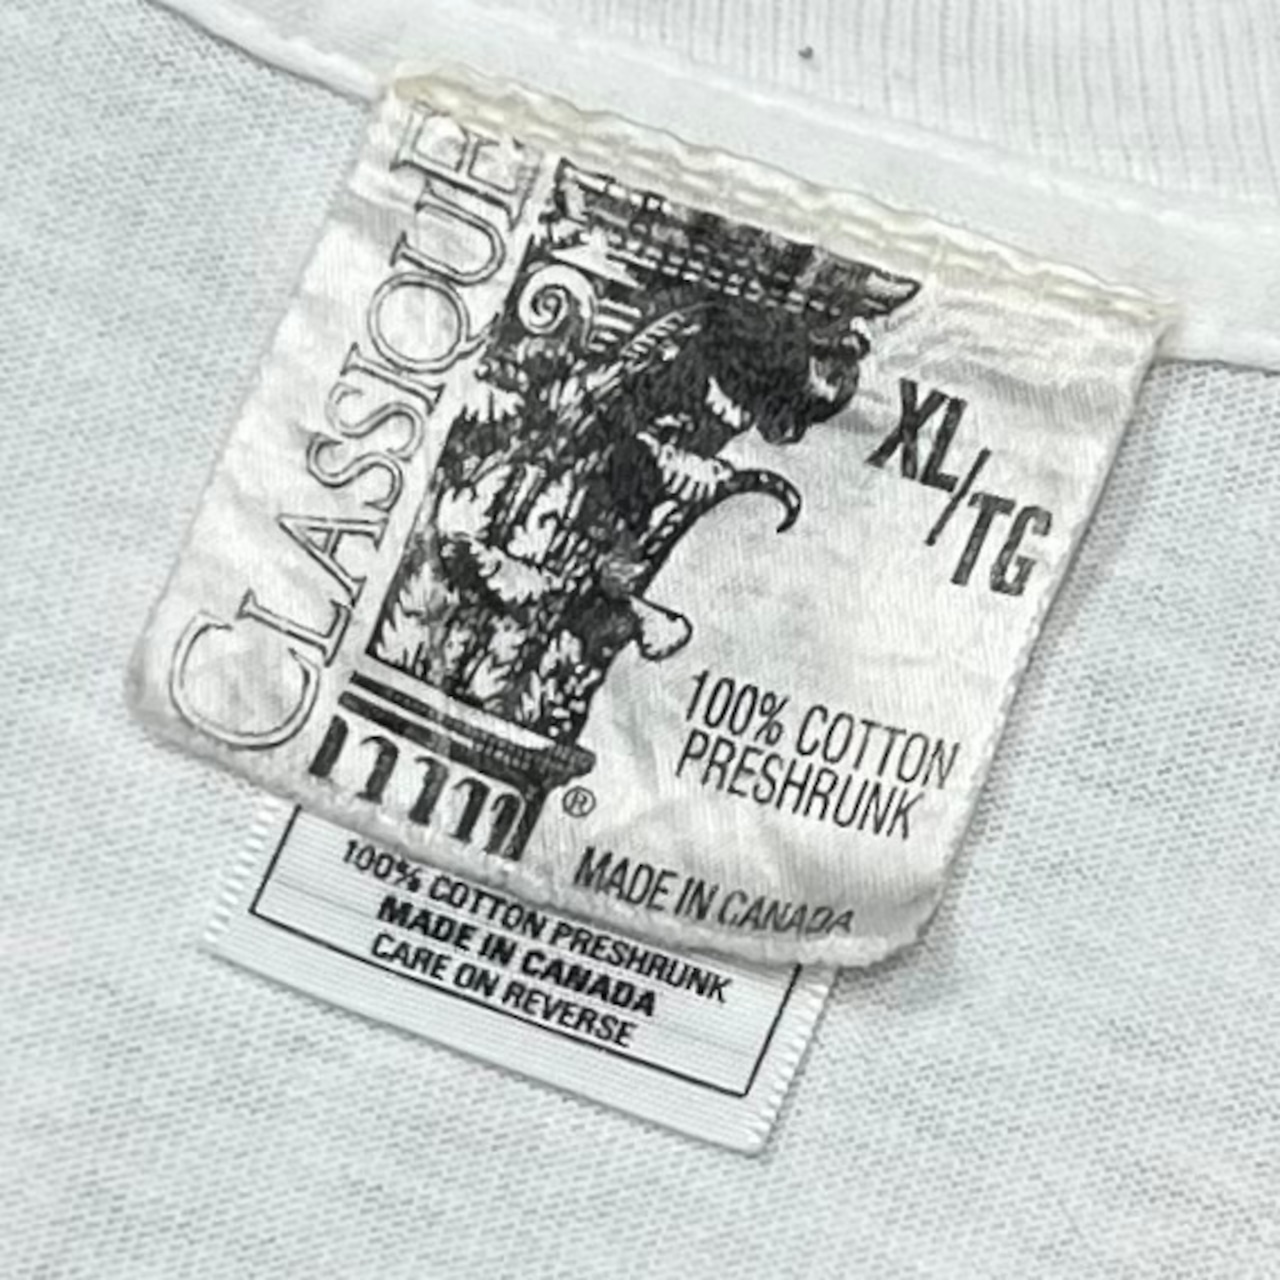 CLASSIQUE
XL/TG
100% COTTON
PRESHRUNK
®
MADE IN CANADA
100% COTTON PRESHRUNK
MADE IN CANADA
CARE ON REVERSE